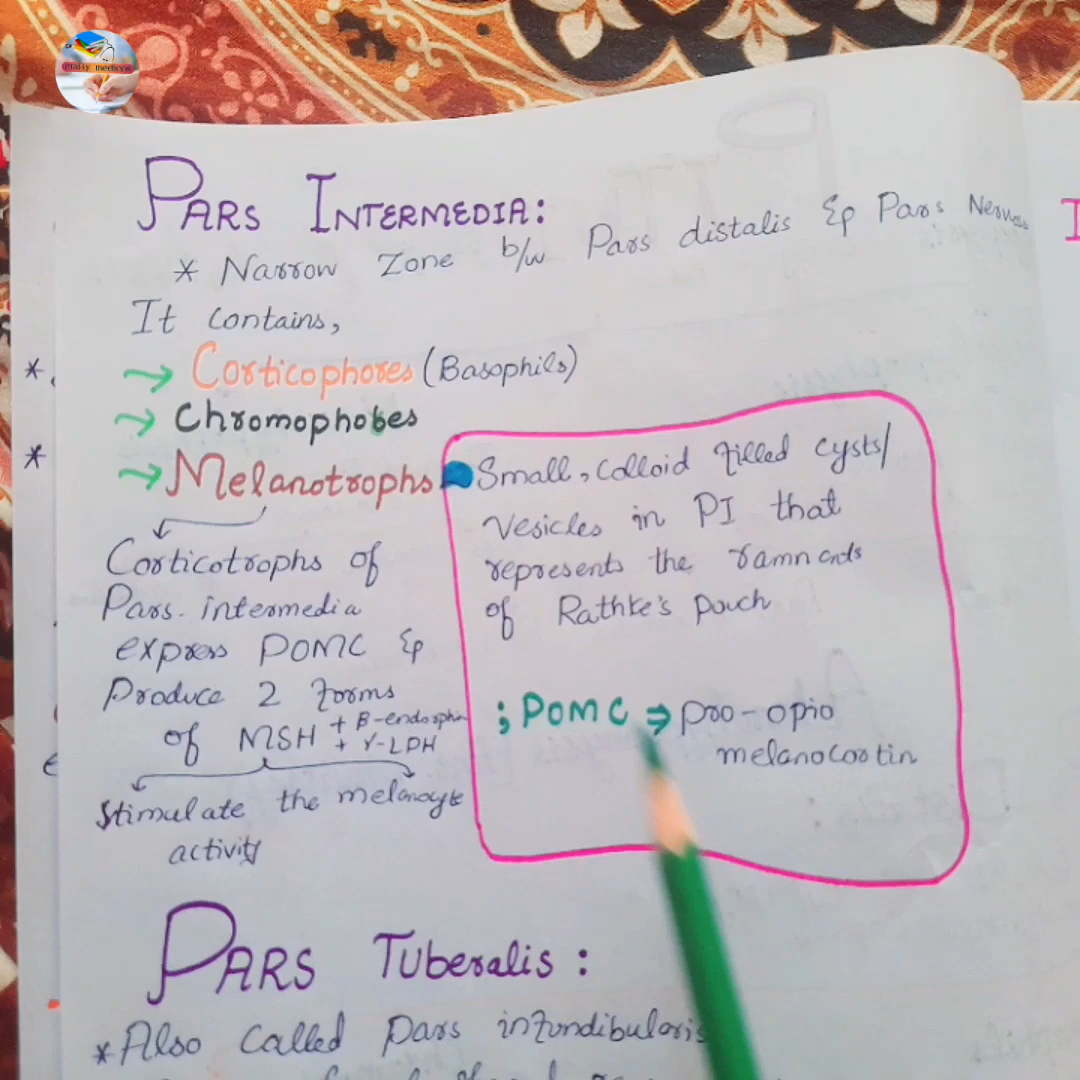 crafty medicos
PARS INTERMEDIA:
* Narrow Zone b/w Pars distalis & Pars Nervosa
It contains,
→ Corticophores (Basophils)
→ Chromophobes
→ Melanotrophs
Corticotrophs of
Pars. intermedia
express POMC &
Produce 2 forms
of MSH + β-endorphin
+ γ-LPH
Stimulate the melanocyte
activity
Small, colloid filled cysts/
vesicles in PI that
represents the
of Rathke's pouch
; POMC ⇒ pro-opio
melanocortin
PARS TUBERALIS:
* Also called pars infundibularis
*
*